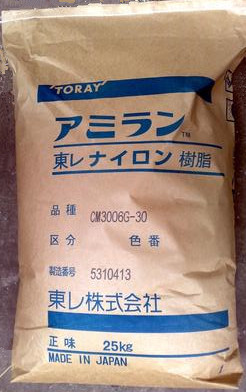 TORAY
アミラン™
東レ ナイロン 樹脂
品種 CM3006G-30
区分 色番
製造番号 5310413
東レ株式会社
正味 25kg
MADE IN JAPAN